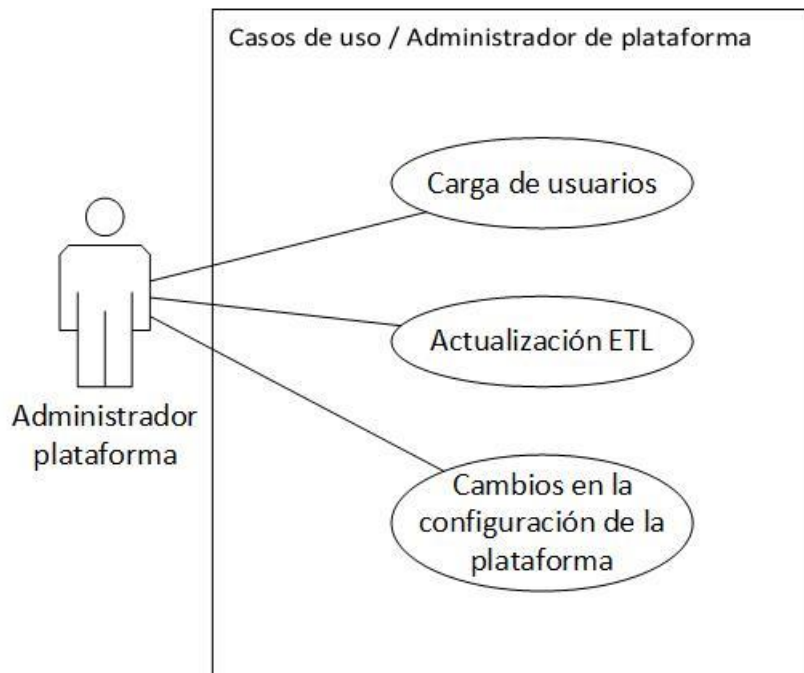 Casos de uso / Administrador de plataforma
Carga de usuarios
Actualización ETL
Administrador
plataforma
Cambios en la
configuración de la
plataforma